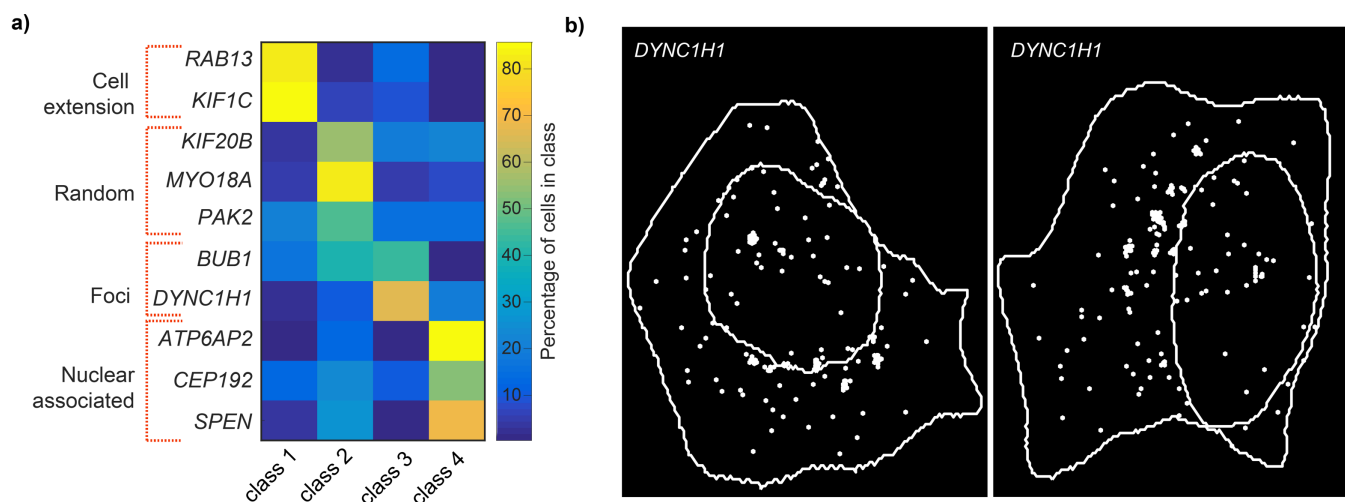 a)
Cell
extension
Random
Foci
Nuclear
associated
RAB13
KIF1C
KIF20B
MYO18A
PAK2
BUB1
DYNC1H1
ATP6AP2
CEP192
SPEN
class 1
class 2
class 3
class 4
80
70
60
50
40
30
20
10
Percentage of cells in class
b)
DYNC1H1
DYNC1H1